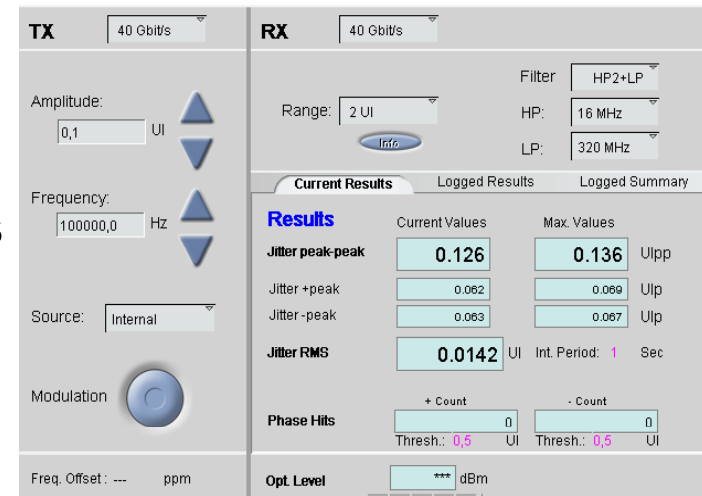 TX 40 Gbit/s
Amplitude:
0,1 UI
Frequency:
100000,0 Hz
Source: Internal
Modulation
Freq. Offset: --- ppm
RX 40 Gbit/s
Filter HP2+LP
Range: 2 UI HP: 16 MHz
Info LP: 320 MHz
Current Results Logged Results Logged Summary
Results Current Values Max. Values
Jitter peak-peak 0.126 0.136 UIpp
Jitter +peak 0.062 0.069 UIp
Jitter -peak 0.063 0.067 UIp
Jitter RMS 0.0142 UI Int. Period: 1 Sec
+ Count - Count
Phase Hits 0 0
Thresh.: 0,5 UI Thresh.: 0,5 UI
Opt. Level *** dBm